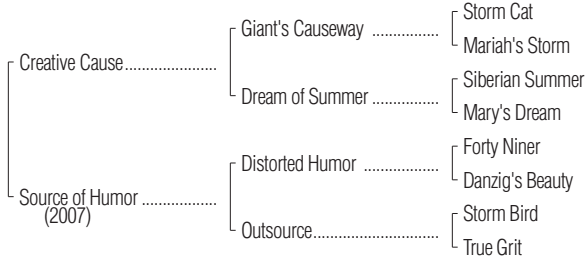 Storm Cat
Giant's Causeway ................
Mariah's Storm
Creative Cause......................
Siberian Summer
Dream of Summer ................
Mary's Dream
Forty Niner
Distorted Humor ..................
Danzig's Beauty
Source of Humor ..................
(2007)
Storm Bird
Outsource..............................
True Grit